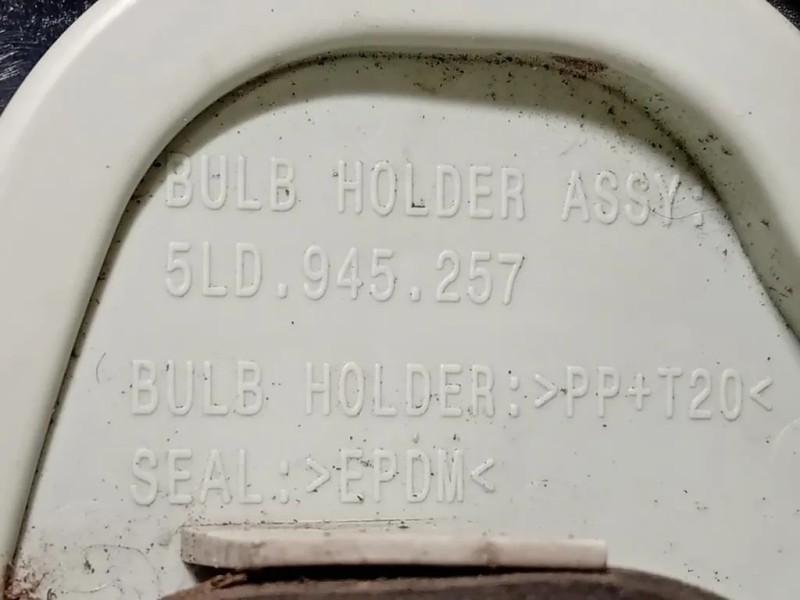 BULB HOLDER ASSY:
5LD.945.257
BULB HOLDER:>PP+T20<
SEAL:>EPDM<